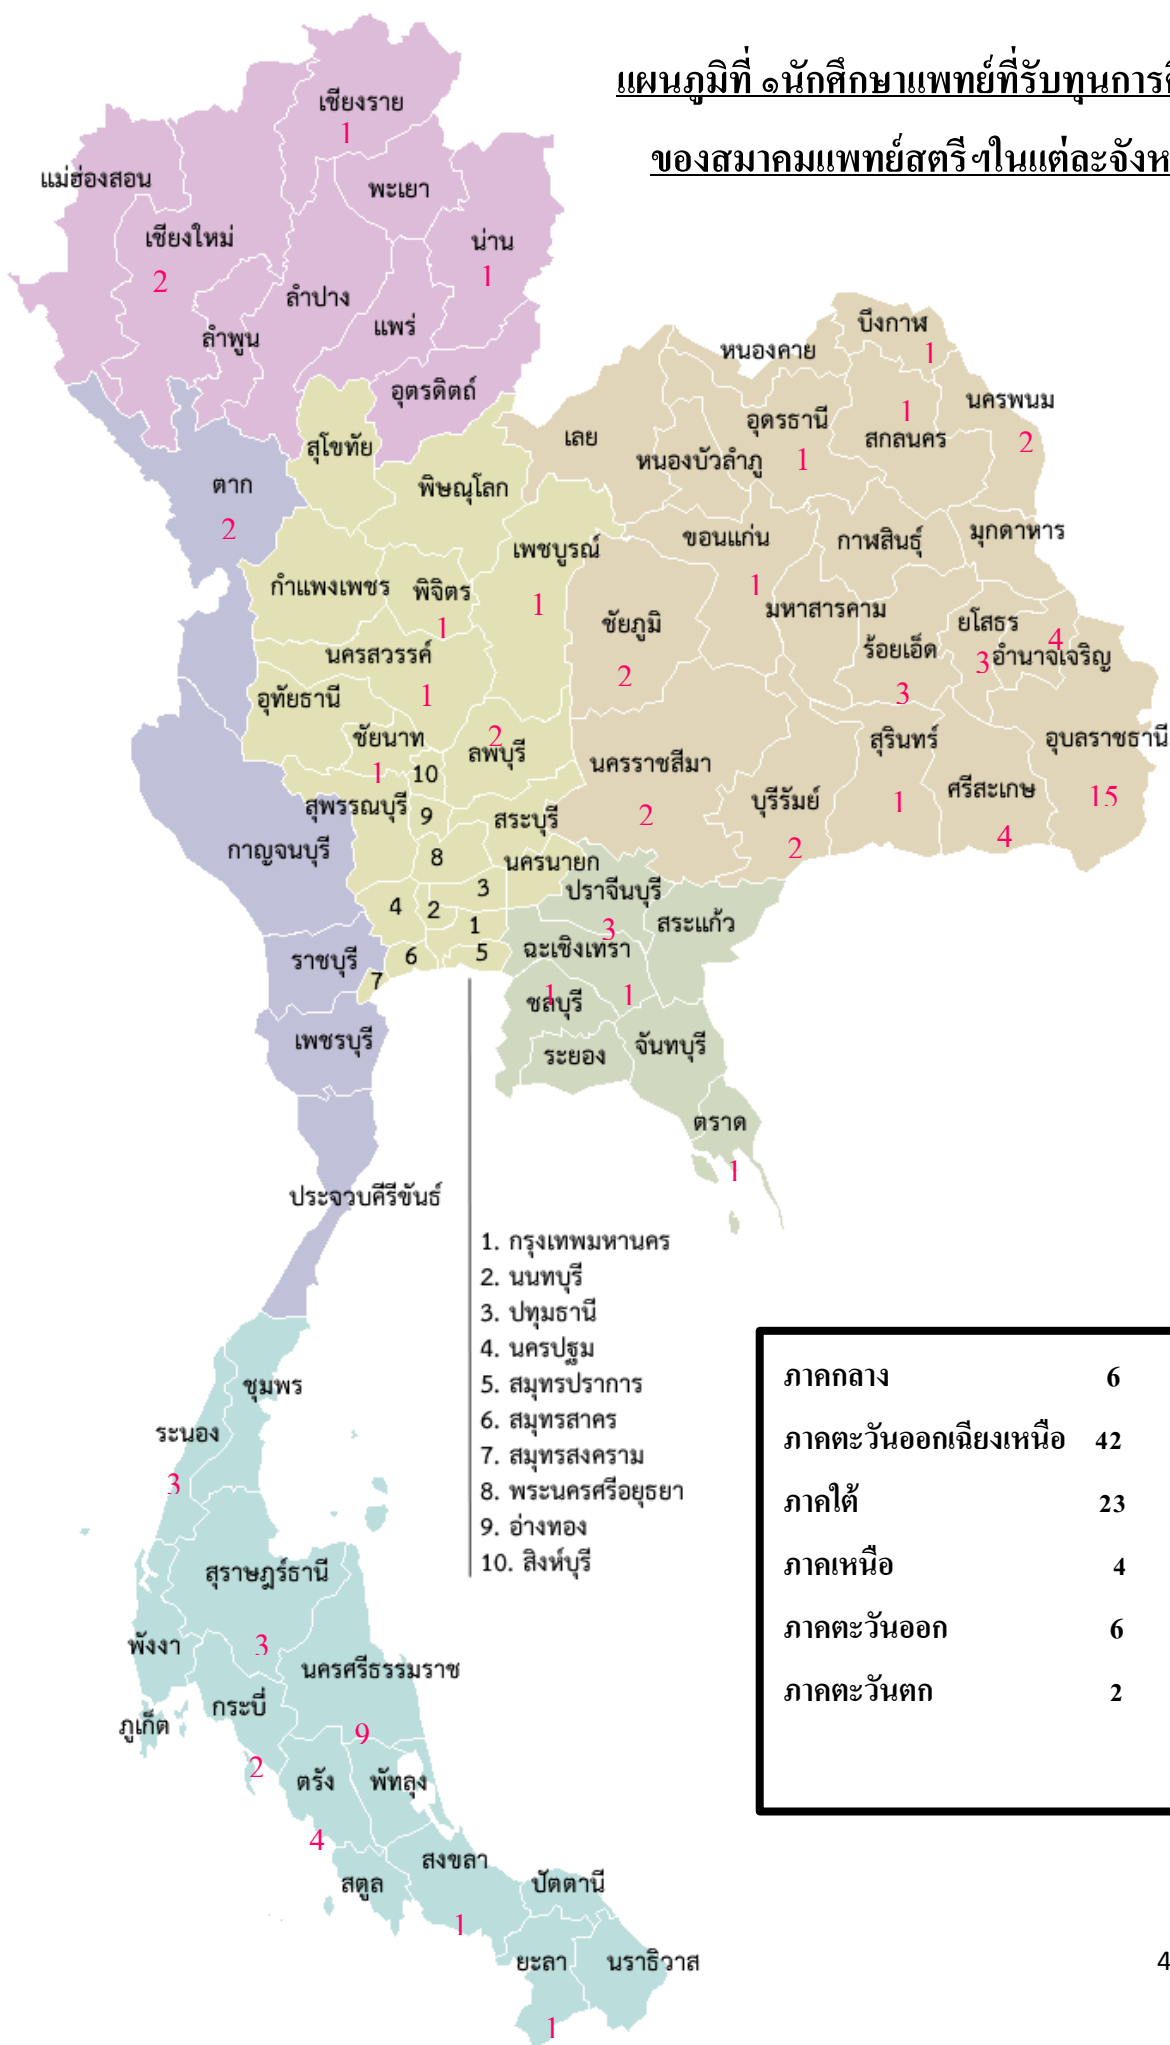 แผนภูมิที่ ๑นักศึกษาแพทย์ที่รับทุนการ
ของสมาคมแพทย์สตรีฯในแต่ละจัง
เชียงราย
1
แม่ฮ่องสอน
พะเยา
เชียงใหม่
2
น่าน
1
ลำปาง
ลำพูน
แพร่
อุตรดิตถ์
บึงกาฬ
1
หนองคาย
นครพนม
2
อุดรธานี
1
1
สกลนคร
เลย
หนองบัวลำภู
สุโขทัย
ตาก
2
พิษณุโลก
เพชบูรณ์
1
ขอนแก่น
1
กาฬสินธุ์
มุกดาหาร
กำแพงเพชร
พิจิตร
1
ชัยภูมิ
2
มหาสารคาม
ยโสธร
3
4
อำนาจเจริญ
ร้อยเอ็ด
3
นครสวรรค์
1
อุทัยธานี
ชัยนาท
1
2
ลพบุรี
10
นครราชสีมา
2
สุรินทร์
1
อุบลราชธานี
15
บุรีรัมย์
2
ศรีสะเกษ
4
สุพรรณบุรี
9
สระบุรี
กาญจนบุรี
8
นครนายก
3
ปราจีนบุรี
3
4
2
1
สระแก้ว
ฉะเชิงเทรา
1
ราชบุรี
6
5
7
ชลบุรี
1
เพชรบุรี
ระยอง
จันทบุรี
ตราด
1
ประจวบคีรีขันธ์
1. กรุงเทพมหานคร
2. นนทบุรี
3. ปทุมธานี
4. นครปฐม
5. สมุทรปราการ
6. สมุทรสาคร
7. สมุทรสงคราม
8. พระนครศรีอยุธยา
9. อ่างทอง
10. สิงห์บุรี
ภาคกลาง 6
ภาคตะวันออกเฉียงเหนือ 42
ภาคใต้ 23
ภาคเหนือ 4
ภาคตะวันออก 6
ภาคตะวันตก 2
ชุมพร
ระนอง
3
สุราษฎร์ธานี
3
พังงา
นครศรีธรรมราช
9
กระบี่
2
ภูเก็ต
ตรัง
4
พัทลุง
สงขลา
1
สตูล
ปัตตานี
ยะลา
1
นราธิวาส
4